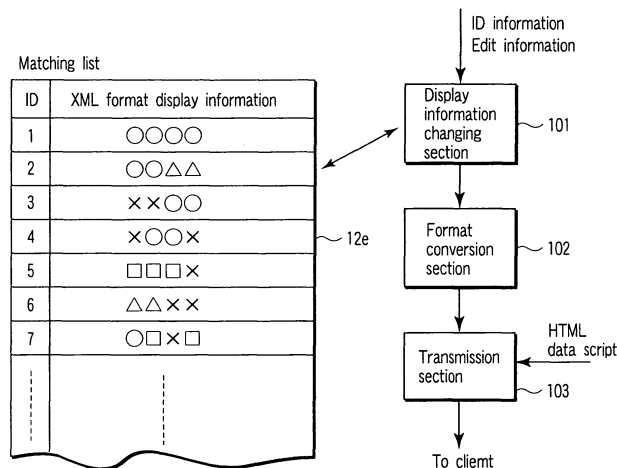 Matching list
ID XML format display information
1 ○○○○
2 ○○△△
3 ××○○
4 ×○○×
5 □□□×
6 △△××
7 ○□×□
12e
ID information
Edit information
Display
information
changing
section
101
Format
conversion
section
102
HTML
data script
Transmission
section
103
To cliemt